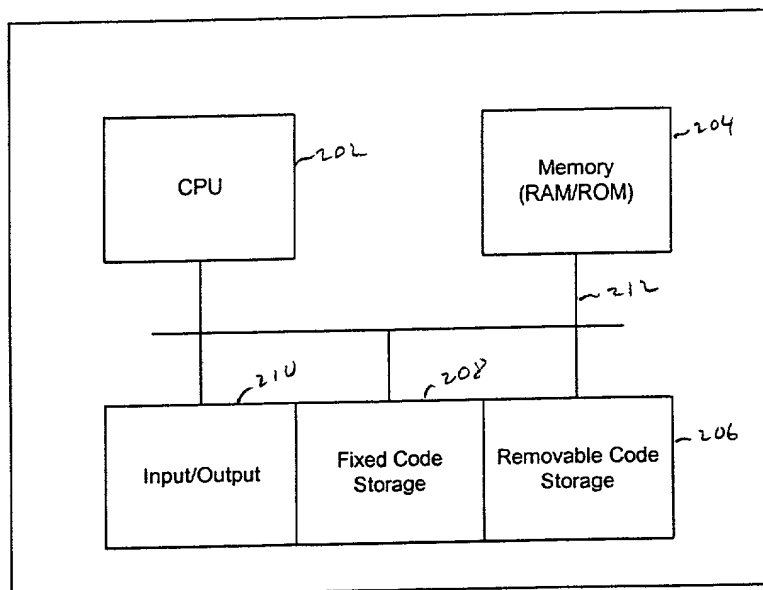 202
204
CPU
Memory
(RAM/ROM)
212
210
208
206
Input/Output
Fixed Code
Storage
Removable Code
Storage